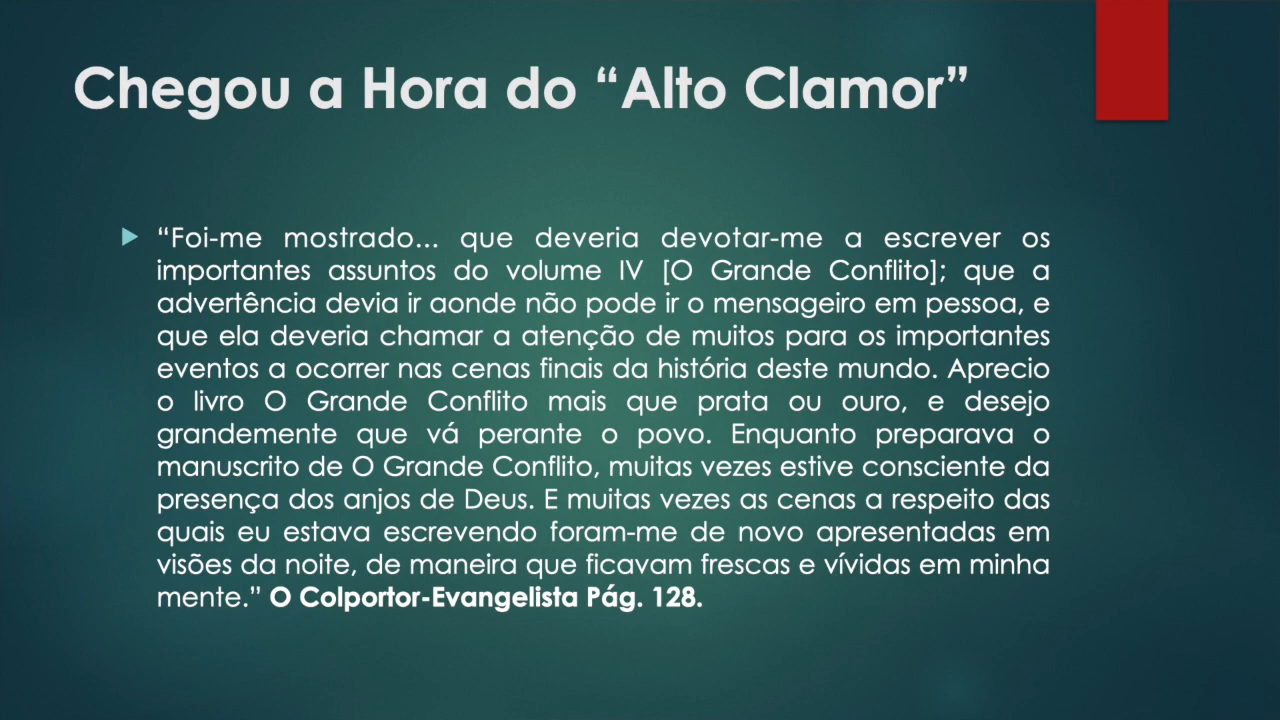 Chegou a Hora do “Alto Clamor”
“Foi-me mostrado... que deveria devotar-me a escrever os
importantes assuntos do volume IV [O Grande Conflito]; que a
advertência devia ir aonde não pode ir o mensageiro em pessoa, e
que ela deveria chamar a atenção de muitos para os importantes
eventos a ocorrer nas cenas finais da história deste mundo. Aprecio
o livro O Grande Conflito mais que prata ou ouro, e desejo
grandemente que vá perante o povo. Enquanto preparava o
manuscrito de O Grande Conflito, muitas vezes estive consciente da
presença dos anjos de Deus. E muitas vezes as cenas a respeito das
quais eu estava escrevendo foram-me de novo apresentadas em
visões da noite, de maneira que ficavam frescas e vívidas em minha
mente.” O Colportor-Evangelista Pág. 128.